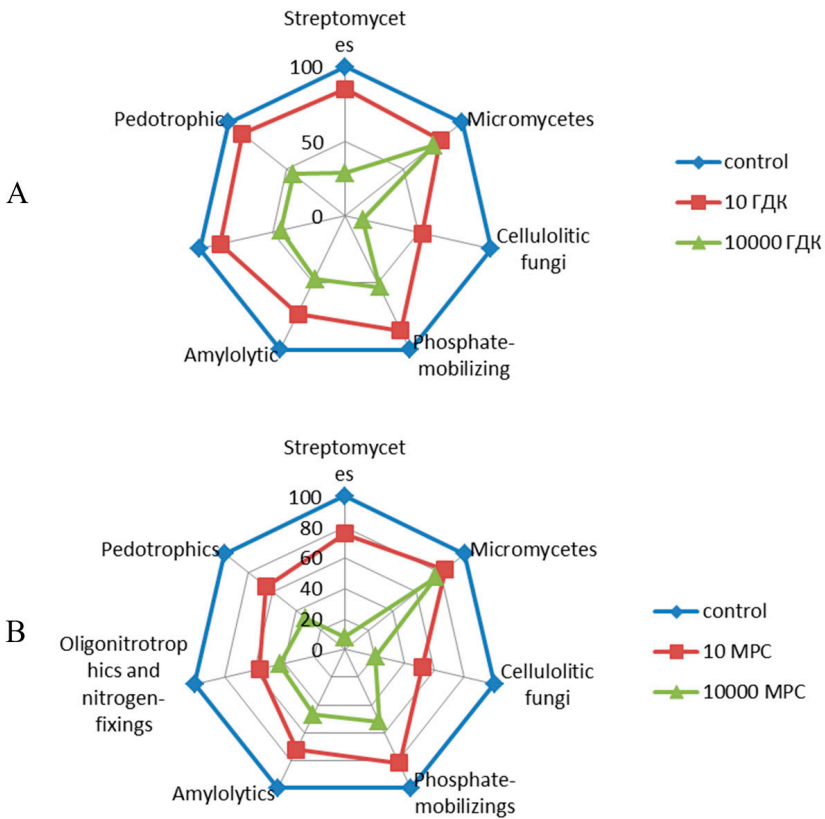 Streptomycet
es
100
50
0
Pedotrophic
Micromycetes
Cellulolitic
fungi
Phosphate-
mobilizing
Amylolytic
A
control
10 ГДК
10000 ГДК
Streptomycet
es
100
80
60
40
20
0
Pedotrophics
Micromycetes
Oligonitrotrop
hics and
nitrogen-
fixings
Cellulolitic
fungi
Amylolytics
Phosphate-
mobilizings
B
control
10 MPC
10000 MPC